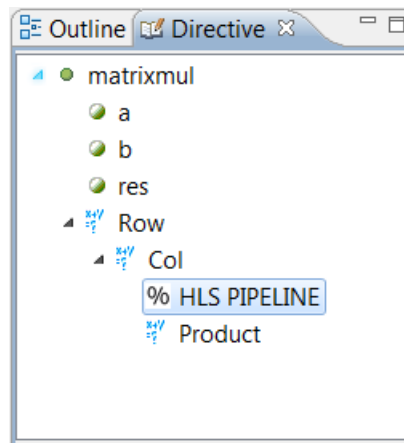 Outline Directive
matrixmul
a
b
res
Row
Col
% HLS PIPELINE
Product